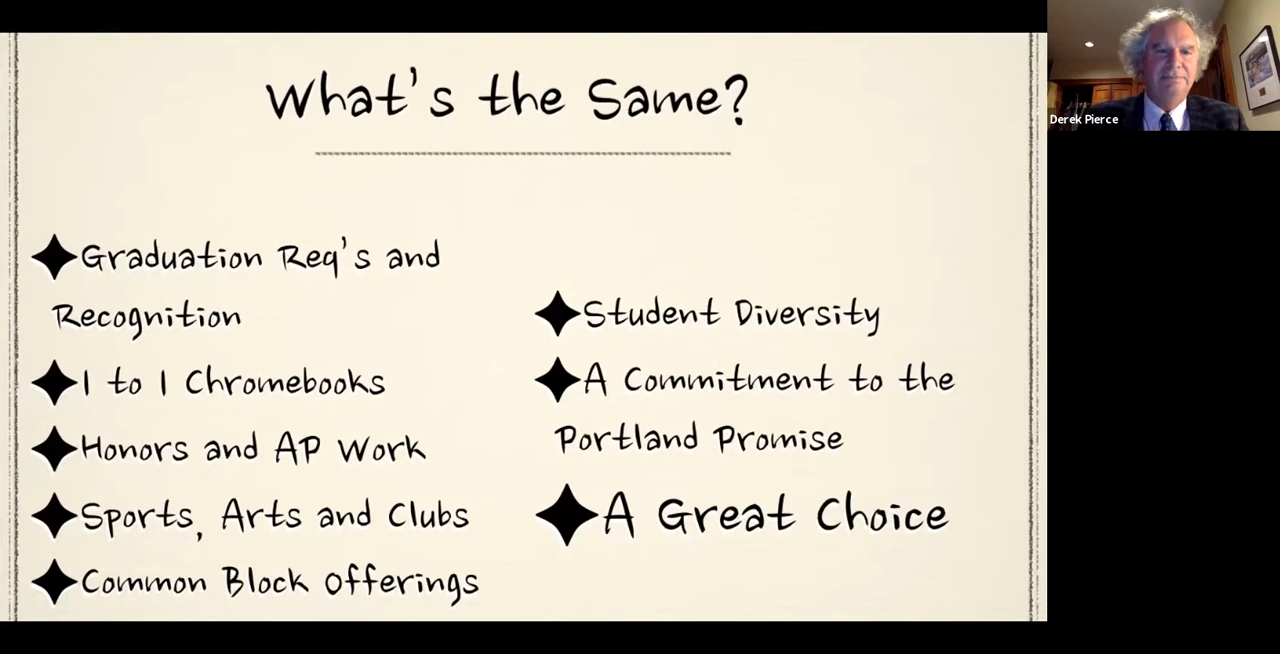 What's the Same?
✦Graduation Req's and
Recognition
✦1 to 1 Chromebooks
✦Honors and AP Work
✦Sports, Arts and Clubs
✦Common Block Offerings
✦Student Diversity
✦A Commitment to the
Portland Promise
✦A Great Choice
Derek Pierce